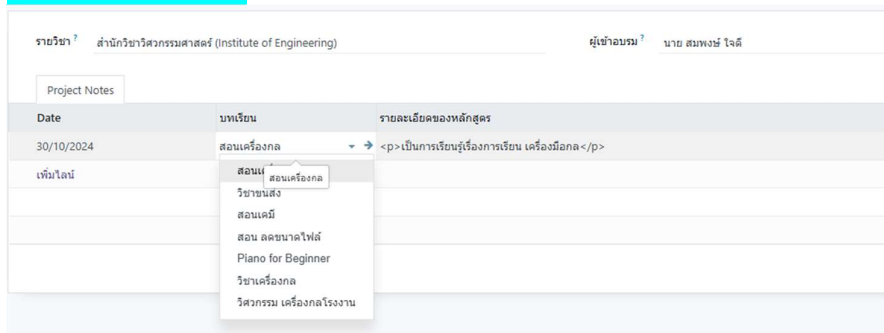 รายวิชา ? สำนักวิชาวิศวกรรมศาสตร์ (Institute of Engineering) ผู้เข้าอบรม ? นาย สมพงษ์ ใจดี
Project Notes
Date บทเรียน รายละเอียดของหลักสูตร
30/10/2024 สอนเครื่องกล <p>เป็นการเรียนรู้เรื่องการเรียน เครื่องมือกล</p>
เพิ่มไลน์
สอนเ
สอนเครื่องกล
วิชาขนส่ง
สอนเคมี
สอน ลดขนาดไฟล์
Piano for Beginner
วิชาเครื่องกล
วิศวกรรม เครื่องกลโรงงาน